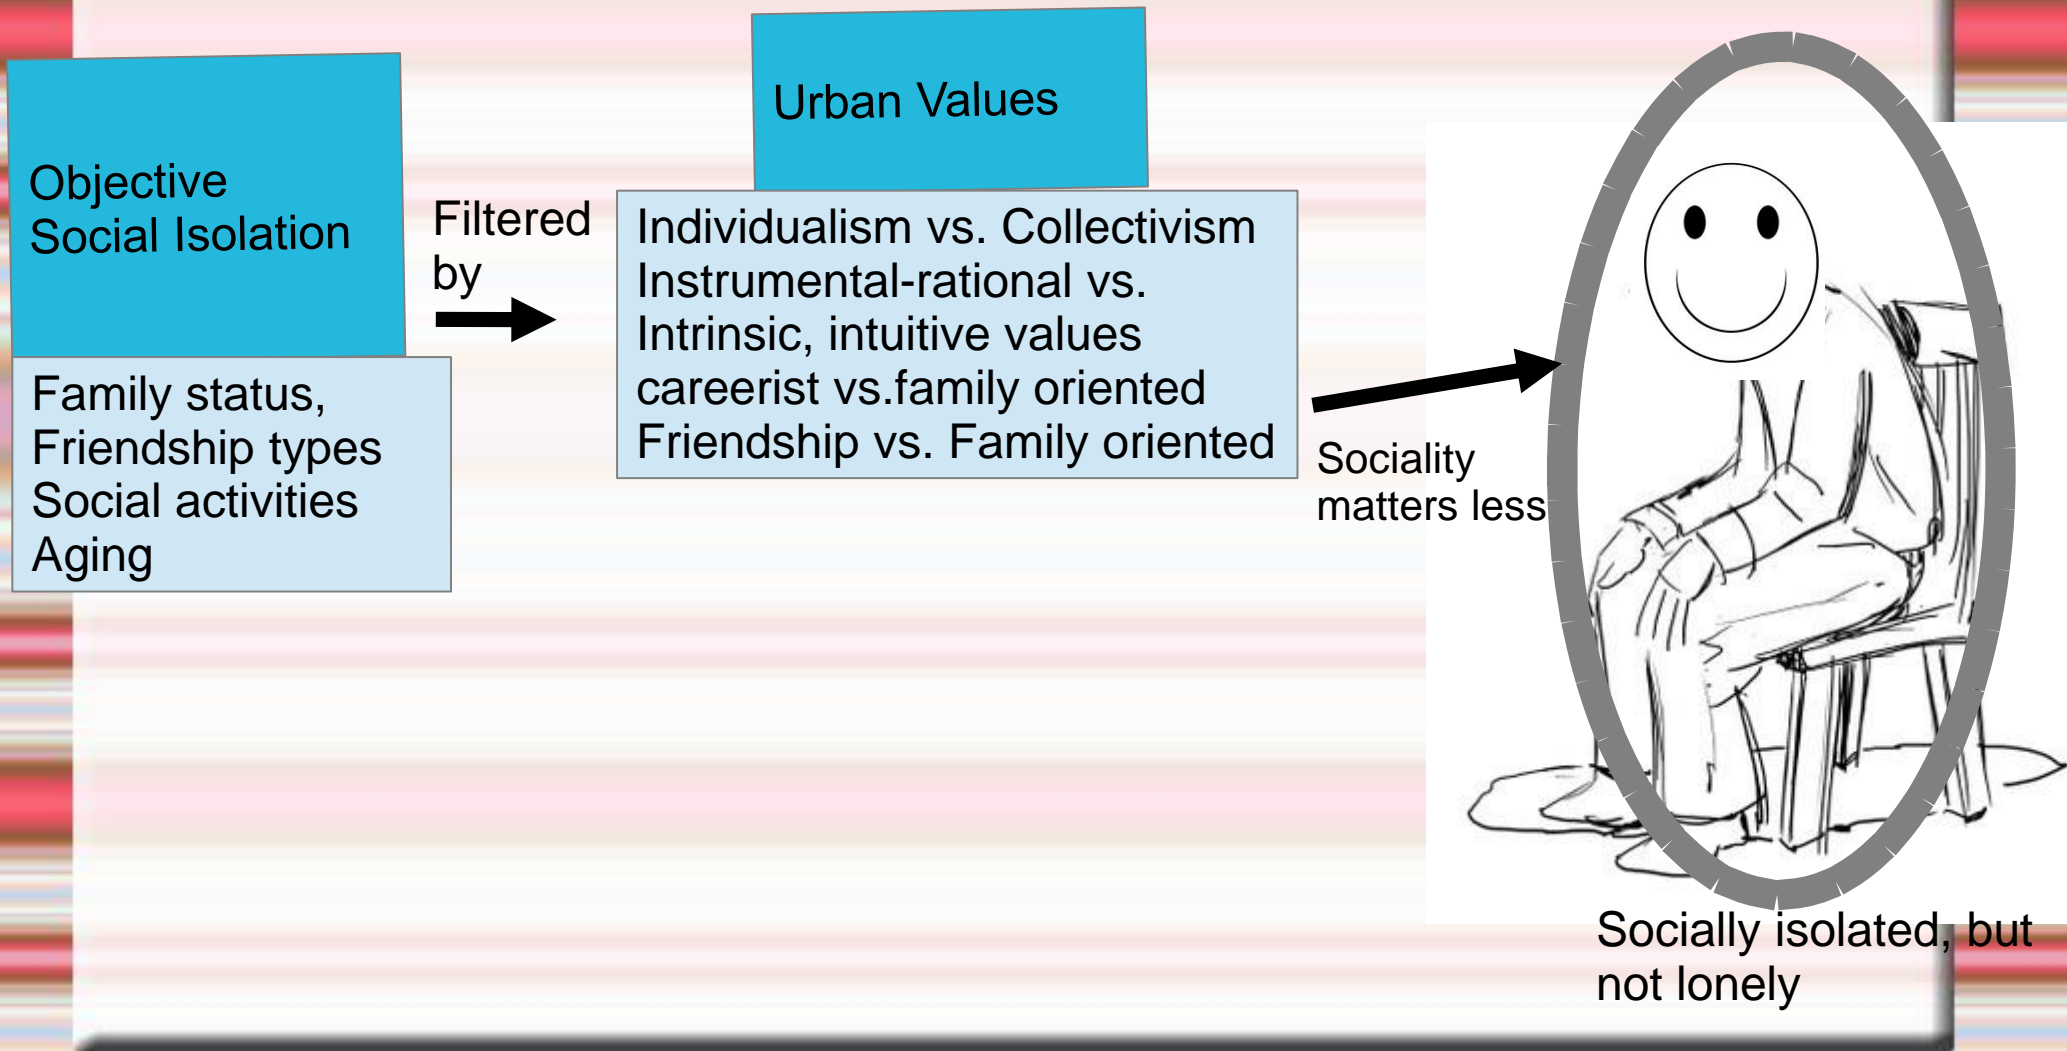 Objective
Social Isolation
Family status,
Friendship types
Social activities
Aging
Filtered
by
Urban Values
Individualism vs. Collectivism
Instrumental-rational vs.
Intrinsic, intuitive values
careerist vs.family oriented
Friendship vs. Family oriented
Sociality
matters less
Socially isolated, but
not lonely